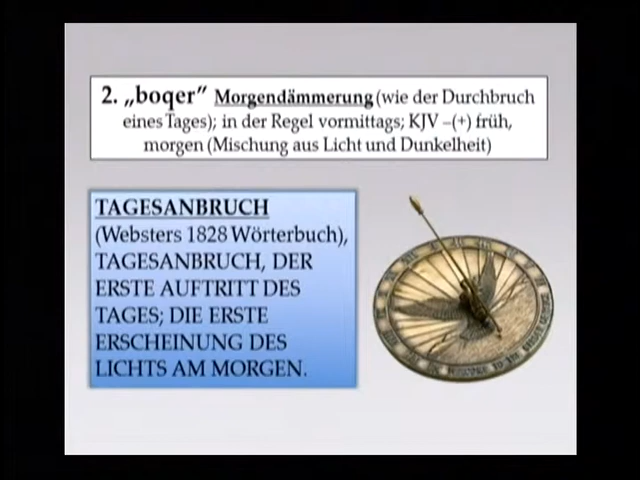 2. „boqer” Morgendämmerung (wie der Durchbruch
eines Tages); in der Regel vormittags; KJV –(+) früh,
morgen (Mischung aus Licht und Dunkelheit)
TAGESANBRUCH
(Websters 1828 Wörterbuch),
TAGESANBRUCH, DER
ERSTE AUFTRITT DES
TAGES; DIE ERSTE
ERSCHEINUNG DES
LICHTS AM MORGEN.